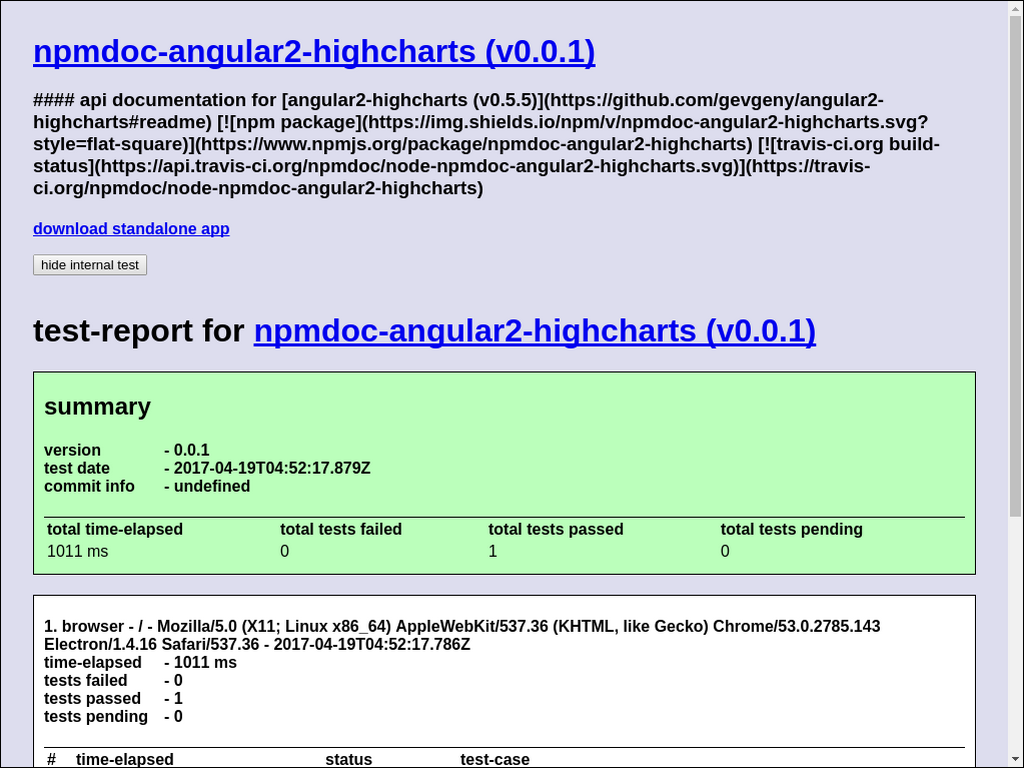 npmdoc-angular2-highcharts (v0.0.1)
#### api documentation for [angular2-highcharts (v0.5.5)](https://github.com/gevgeny/angular2-
highcharts#readme) [![npm package](https://img.shields.io/npm/v/npmdoc-angular2-highcharts.svg?
style=flat-square)](https://www.npmjs.org/package/npmdoc-angular2-highcharts) [![travis-ci.org build-
status](https://api.travis-ci.org/npmdoc/node-npmdoc-angular2-highcharts.svg)](https://travis-
ci.org/npmdoc/node-npmdoc-angular2-highcharts)
download standalone app
hide internal test
test-report for npmdoc-angular2-highcharts (v0.0.1)
summary
version - 0.0.1
test date - 2017-04-19T04:52:17.879Z
commit info - undefined
total time-elapsed total tests failed total tests passed total tests pending
1011 ms 0 1 0
1. browser - / - Mozilla/5.0 (X11; Linux x86_64) AppleWebKit/537.36 (KHTML, like Gecko) Chrome/53.0.2785.143
Electron/1.4.16 Safari/537.36 - 2017-04-19T04:52:17.786Z
time-elapsed - 1011 ms
tests failed - 0
tests passed - 1
tests pending - 0
# time-elapsed status test-case